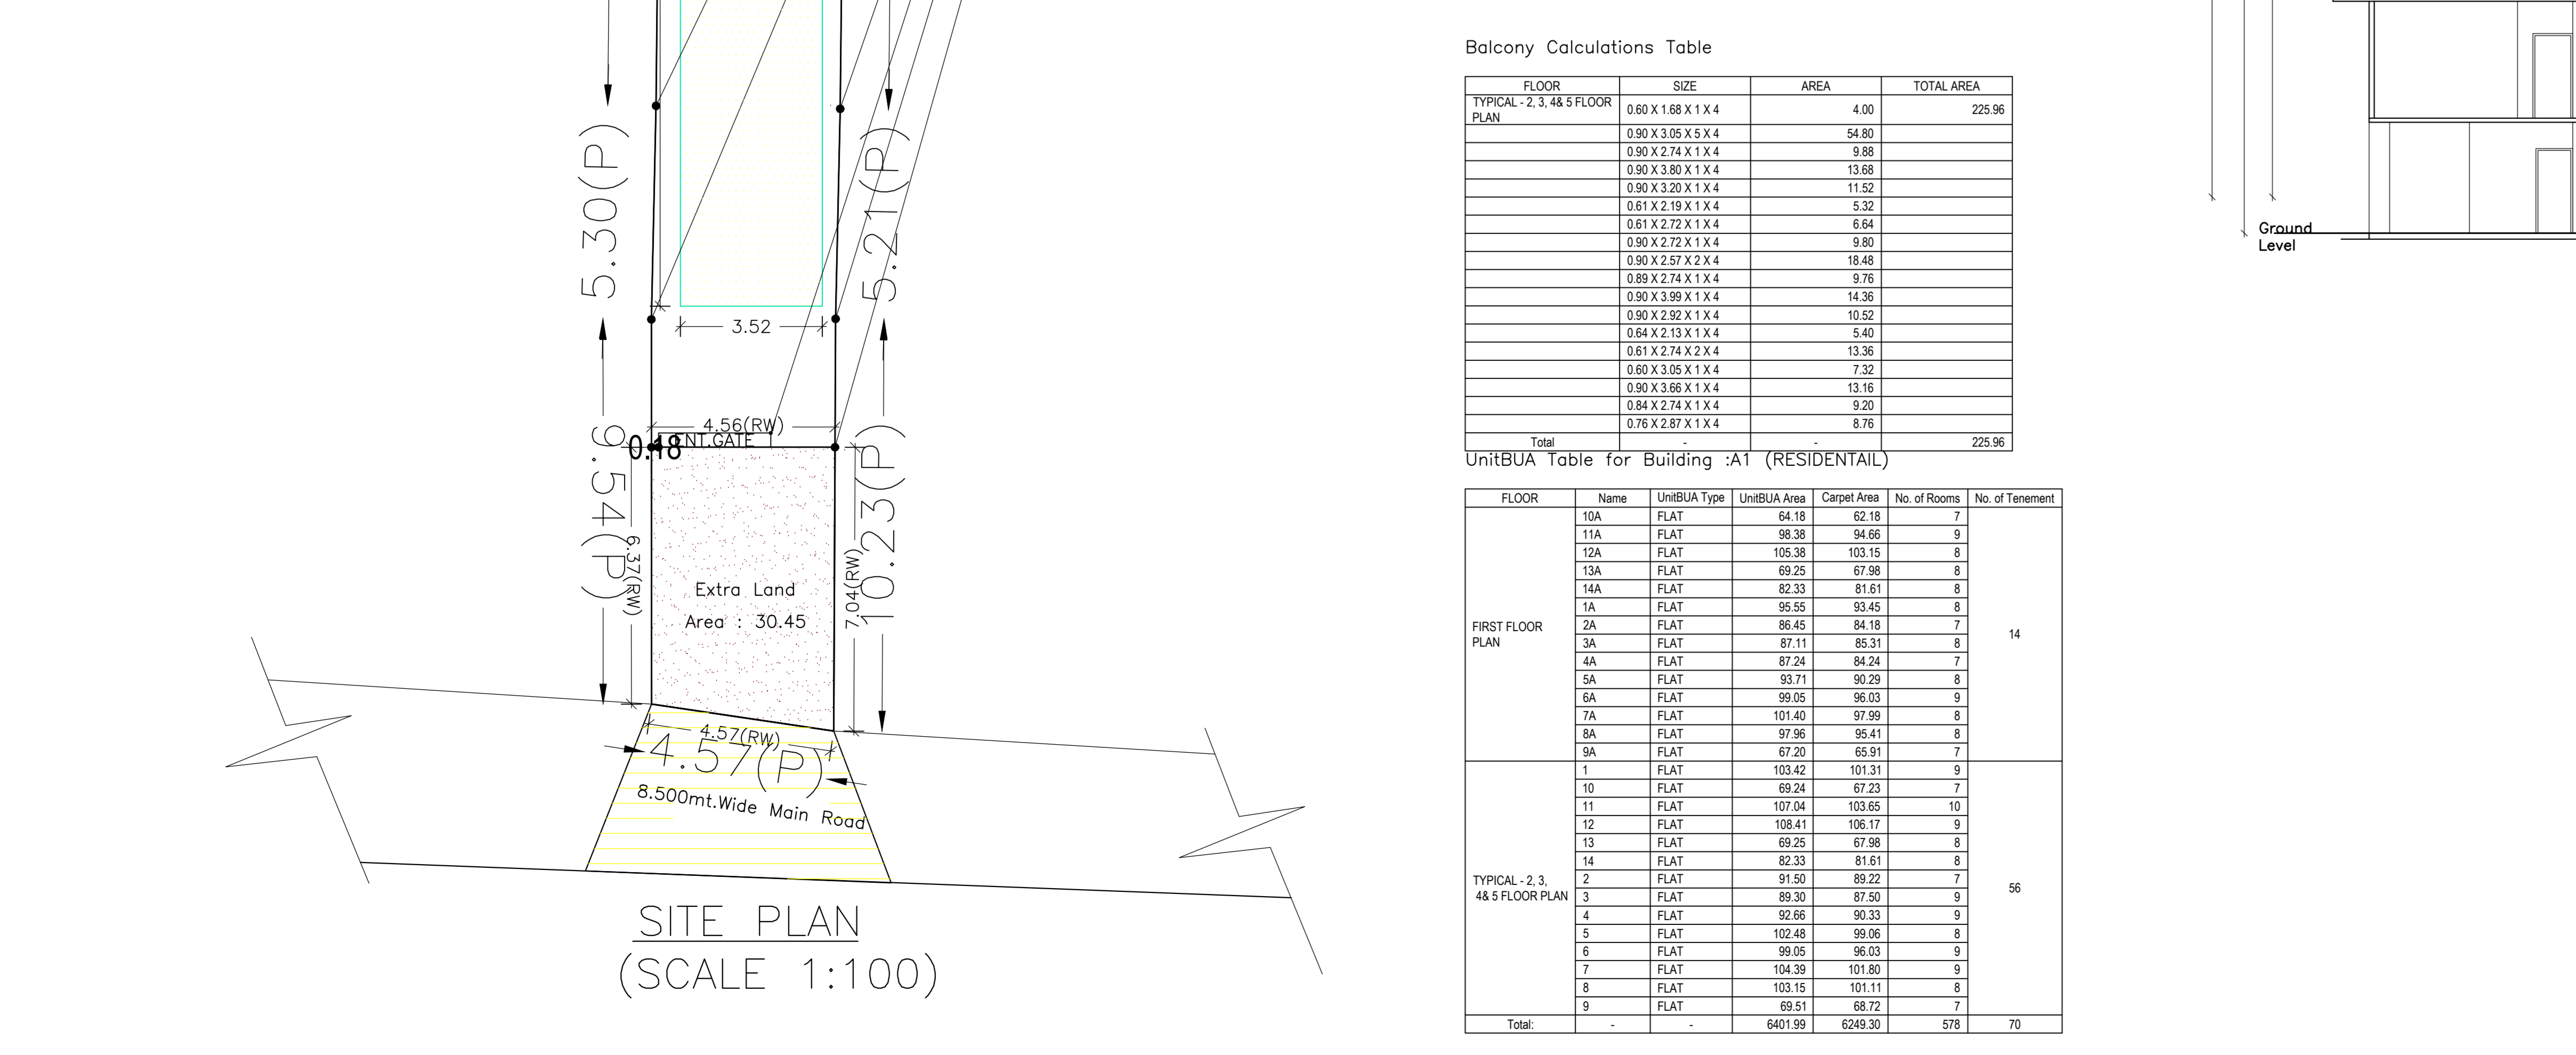 5.30(P)
5.21(P)
3.52
4.56(RW)
ENT.GATE
0.18
9.54(P)
6.37(RW)
10.23(P)
7.04(RW)
Extra Land
Area : 30.45
4.57(RW)
4.57(P)
8.500mt.Wide Main Road
SITE PLAN
(SCALE 1:100)
Balcony Calculations Table
FLOOR SIZE AREA TOTAL AREA
TYPICAL - 2, 3, 4& 5 FLOOR PLAN 0.60 X 1.68 X 1 X 4 4.00 225.96
0.90 X 3.05 X 5 X 4 54.80
0.90 X 2.74 X 1 X 4 9.88
0.90 X 3.80 X 1 X 4 13.68
0.90 X 3.20 X 1 X 4 11.52
0.61 X 2.19 X 1 X 4 5.32
0.61 X 2.72 X 1 X 4 6.64
0.90 X 2.72 X 1 X 4 9.80
0.90 X 2.57 X 2 X 4 18.48
0.89 X 2.74 X 1 X 4 9.76
0.90 X 3.99 X 1 X 4 14.36
0.90 X 2.92 X 1 X 4 10.52
0.64 X 2.13 X 1 X 4 5.40
0.61 X 2.74 X 2 X 4 13.36
0.60 X 3.05 X 1 X 4 7.32
0.90 X 3.66 X 1 X 4 13.16
0.84 X 2.74 X 1 X 4 9.20
0.76 X 2.87 X 1 X 4 8.76
Total - - 225.96
UnitBUA Table for Building :A1 (RESIDENTAIL)
FLOOR Name UnitBUA Type UnitBUA Area Carpet Area No. of Rooms No. of Tenement
FIRST FLOOR PLAN 10A FLAT 64.18 62.18 7 14
11A FLAT 98.38 94.66 9
12A FLAT 105.38 103.15 8
13A FLAT 69.25 67.98 8
14A FLAT 82.33 81.61 8
1A FLAT 95.55 93.45 8
2A FLAT 86.45 84.18 7
3A FLAT 87.11 85.31 8
4A FLAT 87.24 84.24 7
5A FLAT 93.71 90.29 8
6A FLAT 99.05 96.03 9
7A FLAT 101.40 97.99 8
8A FLAT 97.96 95.41 8
9A FLAT 67.20 65.91 7
TYPICAL - 2, 3, 4& 5 FLOOR PLAN 1 FLAT 103.42 101.31 9 56
10 FLAT 69.24 67.23 7
11 FLAT 107.04 103.65 10
12 FLAT 108.41 106.17 9
13 FLAT 69.25 67.98 8
14 FLAT 82.33 81.61 8
2 FLAT 91.50 89.22 7
3 FLAT 89.30 87.50 9
4 FLAT 92.66 90.33 9
5 FLAT 102.48 99.06 8
6 FLAT 99.05 96.03 9
7 FLAT 104.39 101.80 9
8 FLAT 103.15 101.11 8
9 FLAT 69.51 68.72 7
Total: - - 6401.99 6249.30 578 70
Ground
Level